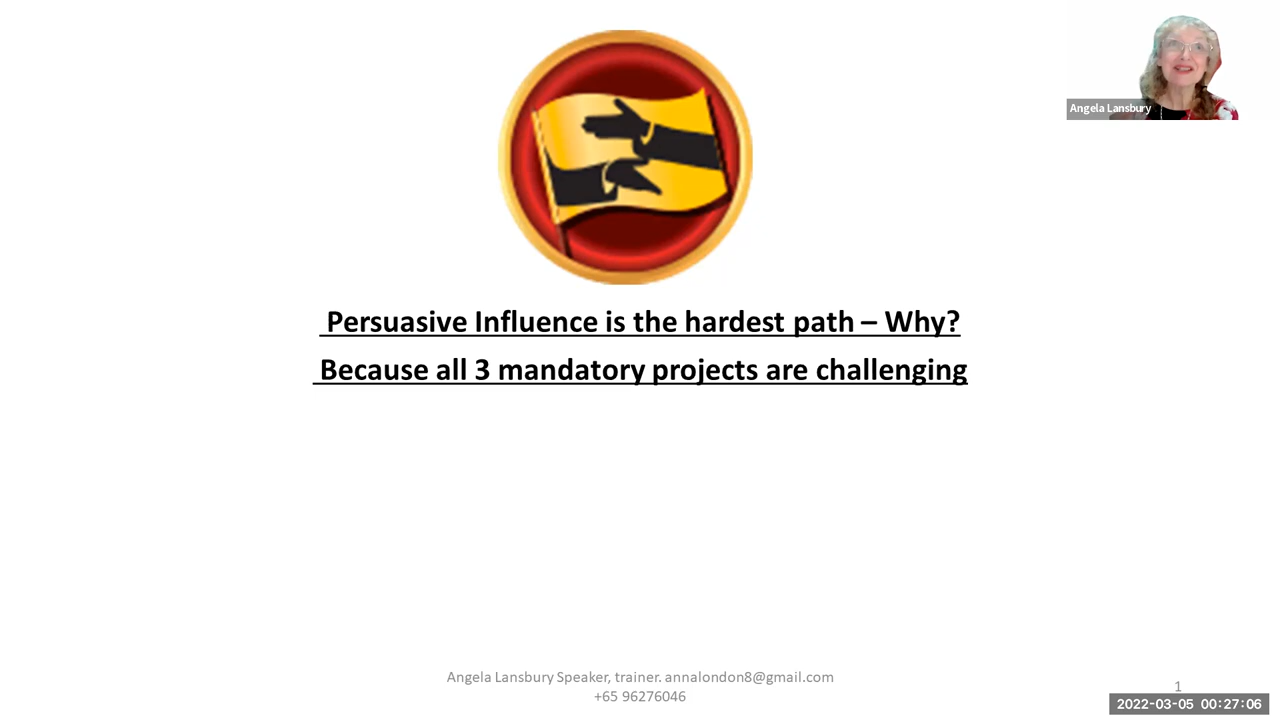 Angela Lansbury
Persuasive Influence is the hardest path – Why?
Because all 3 mandatory projects are challenging
Angela Lansbury Speaker, trainer. annalondon8@gmail.com
+65 96276046
1
2022-03-05 00:27:06